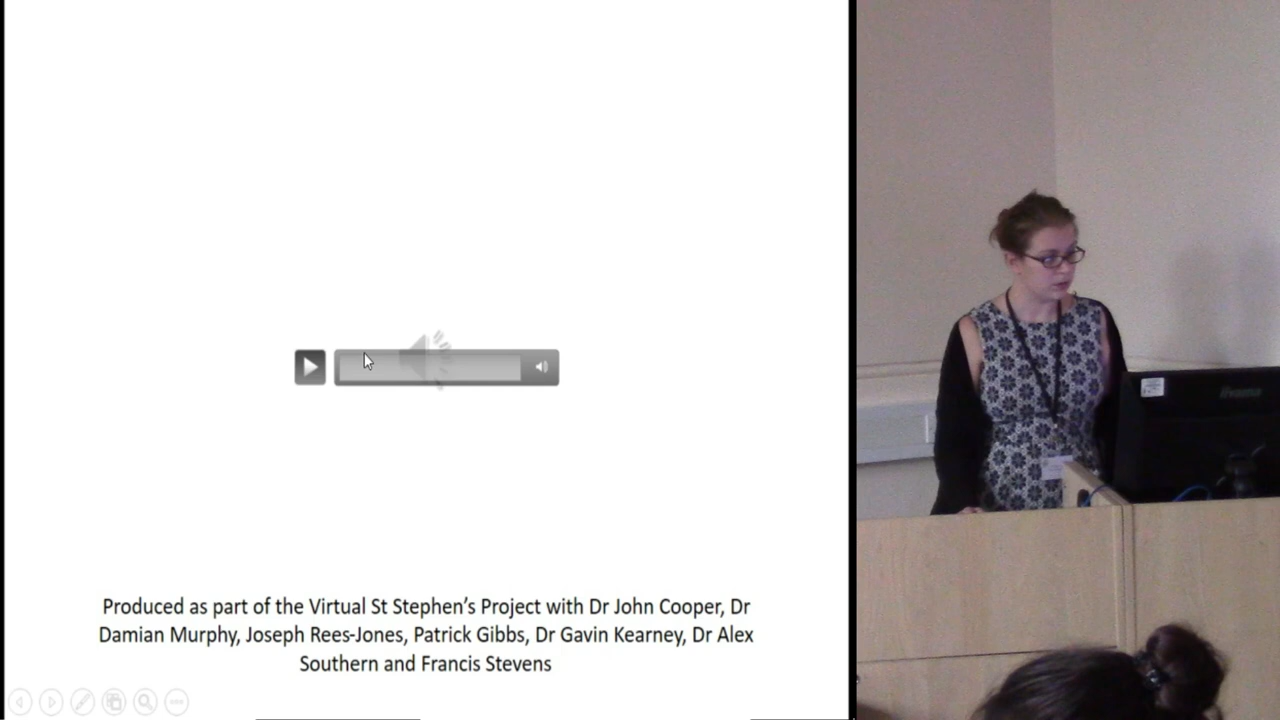 Produced as part of the Virtual St Stephen's Project with Dr John Cooper, Dr
Damian Murphy, Joseph Rees-Jones, Patrick Gibbs, Dr Gavin Kearney, Dr Alex
Southern and Francis Stevens
iiyama